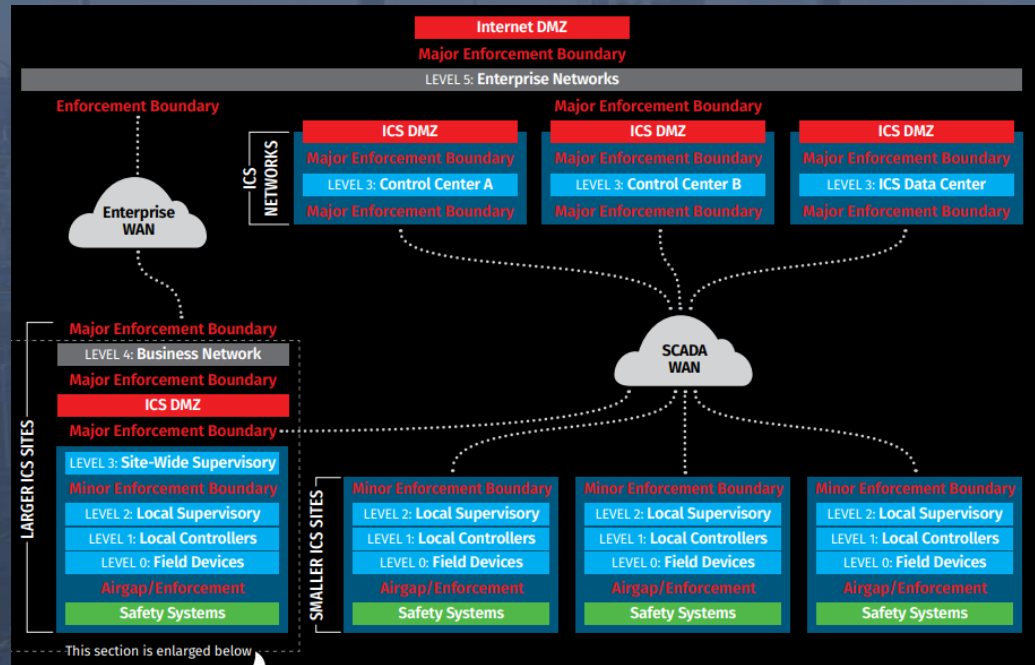 Internet DMZ
Major Enforcement Boundary
LEVEL 5: Enterprise Networks
Enforcement Boundary
Major Enforcement Boundary
ICS NETWORKS
ICS DMZ
Major Enforcement Boundary
LEVEL 3: Control Center A
Major Enforcement Boundary
ICS DMZ
Major Enforcement Boundary
LEVEL 3: Control Center B
Major Enforcement Boundary
ICS DMZ
Major Enforcement Boundary
LEVEL 3: ICS Data Center
Major Enforcement Boundary
Enterprise
WAN
SCADA
WAN
LARGER ICS SITES
Major Enforcement Boundary
LEVEL 4: Business Network
Major Enforcement Boundary
ICS DMZ
Major Enforcement Boundary
LEVEL 3: Site-Wide Supervisory
Minor Enforcement Boundary
LEVEL 2: Local Supervisory
LEVEL 1: Local Controllers
LEVEL 0: Field Devices
Airgap/Enforcement
Safety Systems
SMALLER ICS SITES
Minor Enforcement Boundary
LEVEL 2: Local Supervisory
LEVEL 1: Local Controllers
LEVEL 0: Field Devices
Airgap/Enforcement
Safety Systems
Minor Enforcement Boundary
LEVEL 2: Local Supervisory
LEVEL 1: Local Controllers
LEVEL 0: Field Devices
Airgap/Enforcement
Safety Systems
Minor Enforcement Boundary
LEVEL 2: Local Supervisory
LEVEL 1: Local Controllers
LEVEL 0: Field Devices
Airgap/Enforcement
Safety Systems
This section is enlarged below